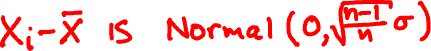 Xᵢ-X̅ is Normal(0,√((n-1)/n) σ)